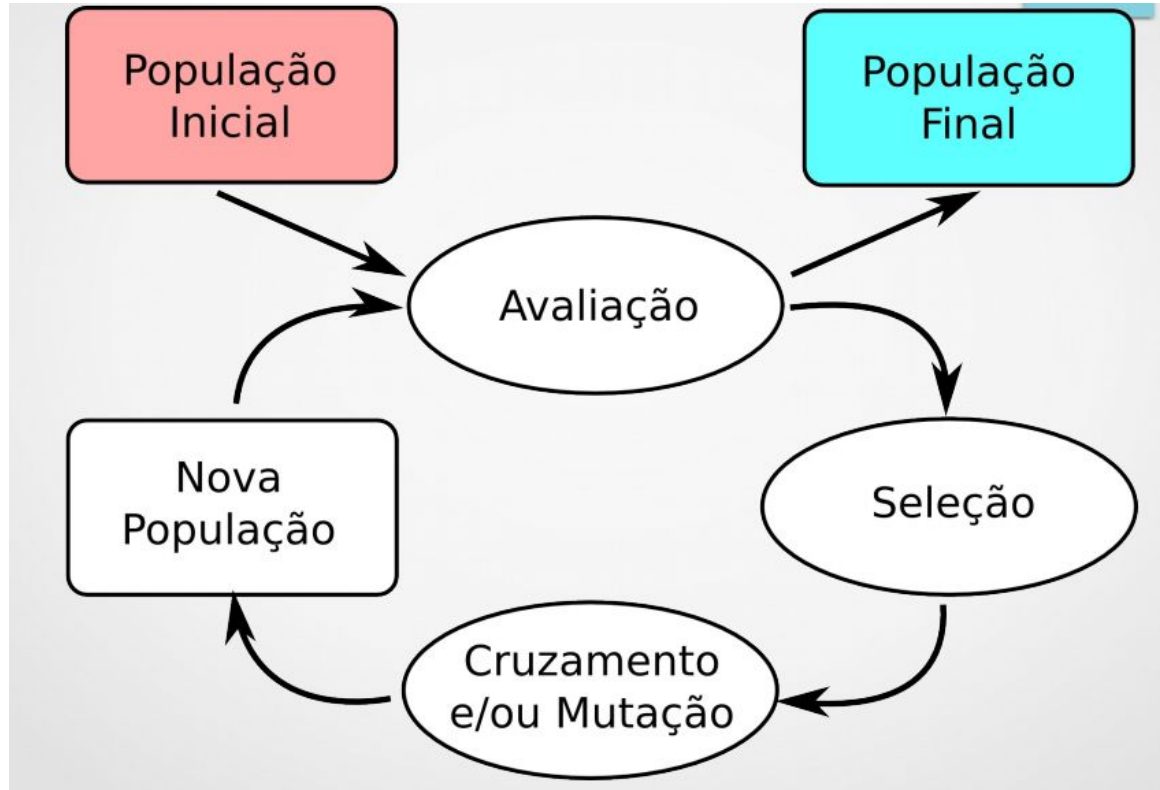 População
Inicial
População
Final
Avaliação
Nova
População
Seleção
Cruzamento
e/ou Mutação